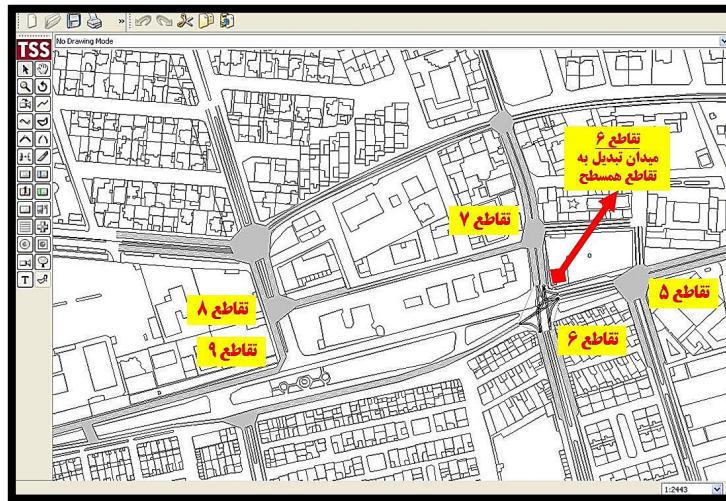 TSS
No Drawing Mode
تقاطع ۶
میدان تبدیل به
تقاطع همسطح
تقاطع ۷
تقاطع ۵
تقاطع ۸
تقاطع ۶
تقاطع ۹
T
1:2443